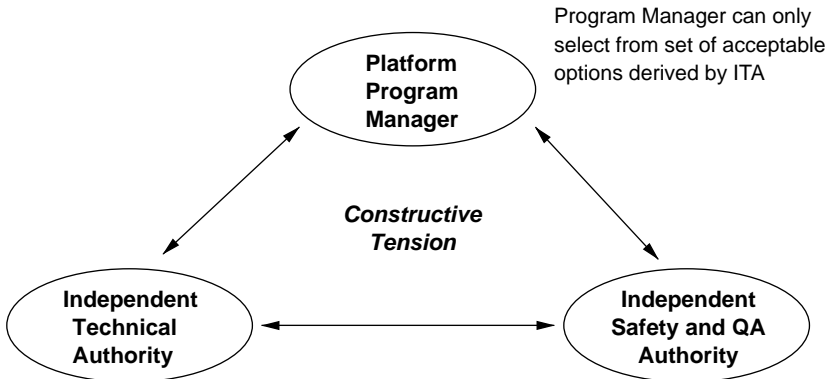 Program Manager can only
select from set of acceptable
options derived by ITA
Platform
Program
Manager
Constructive
Tension
Independent
Technical
Authority
Independent
Safety and QA
Authority